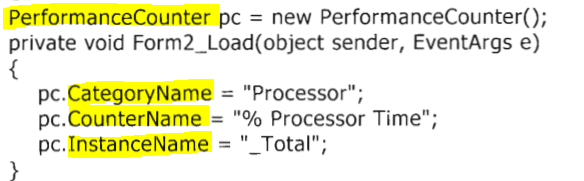 PerformanceCounter pc = new PerformanceCounter();
private void Form2_Load(object sender, EventArgs e)
{
pc.CategoryName = "Processor";
pc.CounterName = "% Processor Time";
pc.InstanceName = "_Total";
}